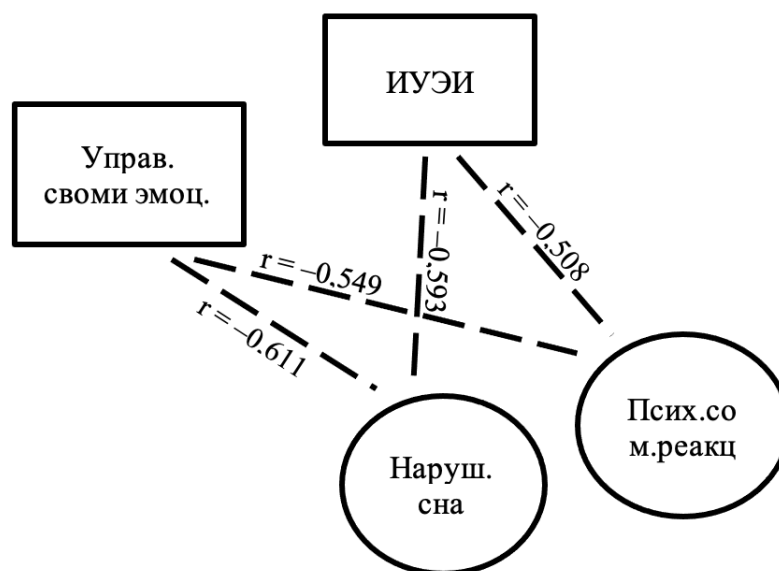 ИУЭИ
Управ.
своми эмоц.
r = –0.508
r = –0.593
r = –0.549
r = –0.611
Псих.со
м.реакц
Наруш.
сна